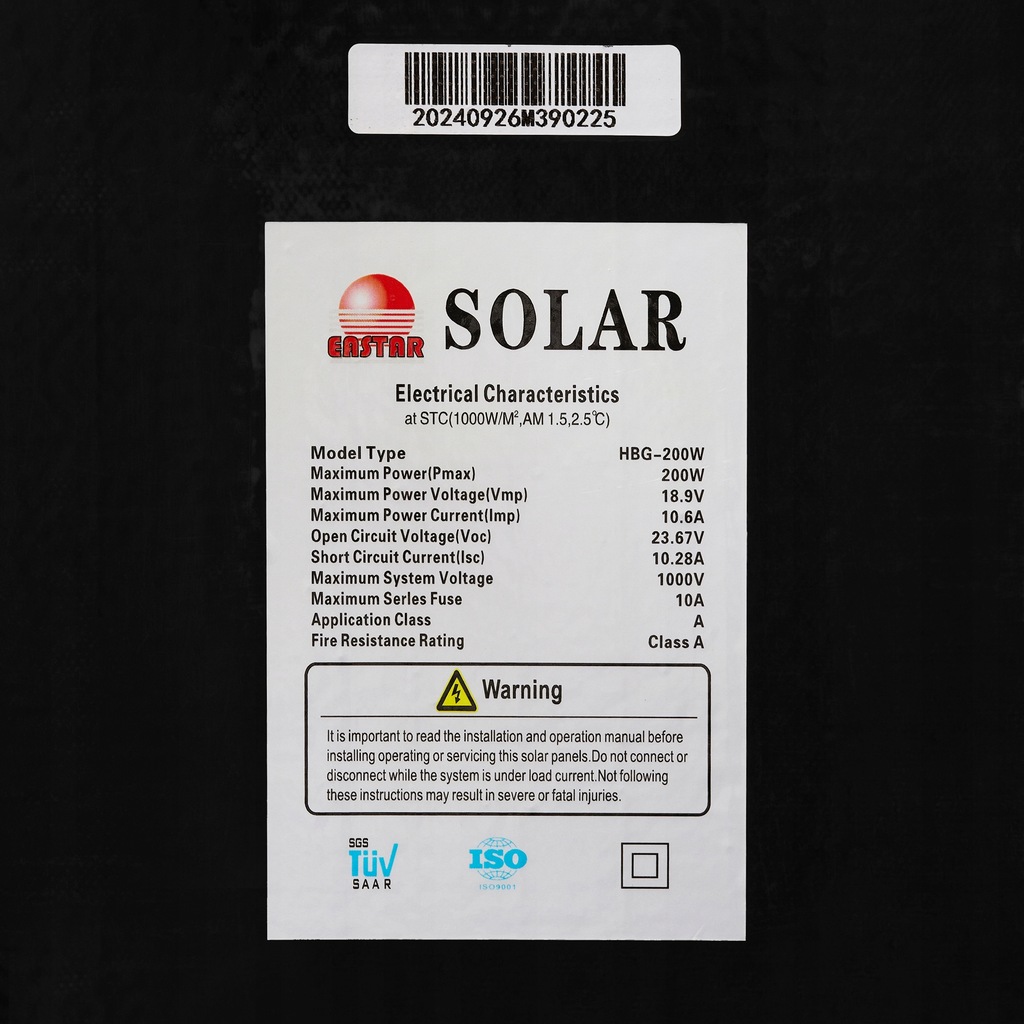 20240926M390225
EASTAR SOLAR
Electrical Characteristics
at STC(1000W/M²,AM 1.5,2.5℃)
Model Type HBG-200W
Maximum Power(Pmax) 200W
Maximum Power Voltage(Vmp) 18.9V
Maximum Power Current(Imp) 10.6A
Open Circuit Voltage(Voc) 23.67V
Short Circuit Current(Isc) 10.28A
Maximum System Voltage 1000V
Maximum Serles Fuse 10A
Application Class A
Fire Resistance Rating Class A
Warning
It is important to read the installation and operation manual before
installing operating or servicing this solar panels.Do not connect or
disconnect while the system is under load current.Not following
these instructions may result in severe or fatal injuries.
SGS
TÜV
SAAR
ISO
ISO9001